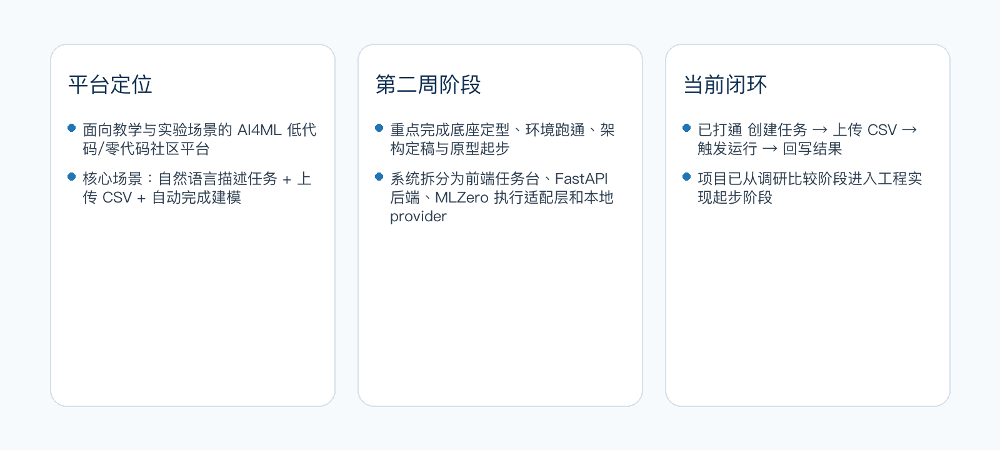 平台定位
面向教学与实验场景的 AI4ML 低代
码/零代码社区平台
核心场景：自然语言描述任务 + 上
传 CSV + 自动完成建模
第二周阶段
重点完成底座定型、环境跑通、架
构定稿与原型起步
系统拆分为前端任务台、FastAPI
后端、MLZero 执行适配层和本地
provider
当前闭环
已打通 创建任务 → 上传 CSV →
触发运行 → 回写结果
项目已从调研比较阶段进入工程实
现起步阶段